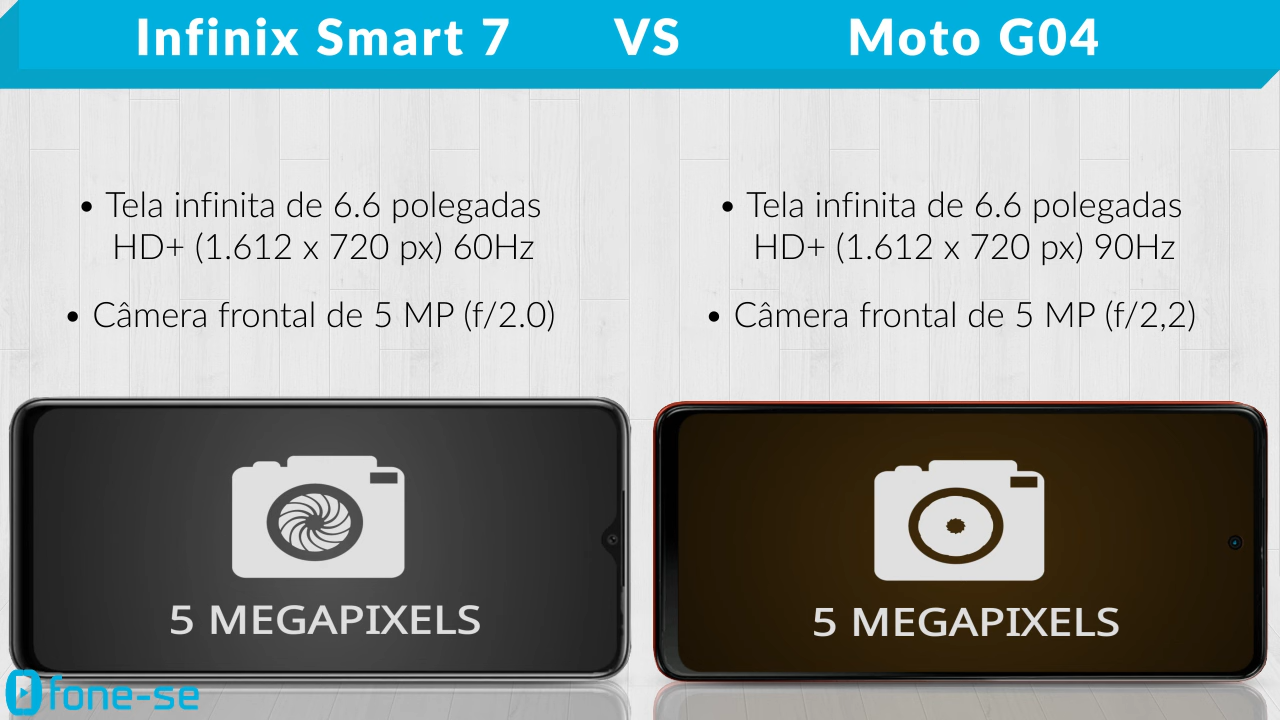 Infinix Smart 7 VS Moto G04
• Tela infinita de 6.6 polegadas
HD+ (1.612 x 720 px) 60Hz
• Câmera frontal de 5 MP (f/2.0)
• Tela infinita de 6.6 polegadas
HD+ (1.612 x 720 px) 90Hz
• Câmera frontal de 5 MP (f/2,2)
5 MEGAPIXELS
5 MEGAPIXELS
fone-se